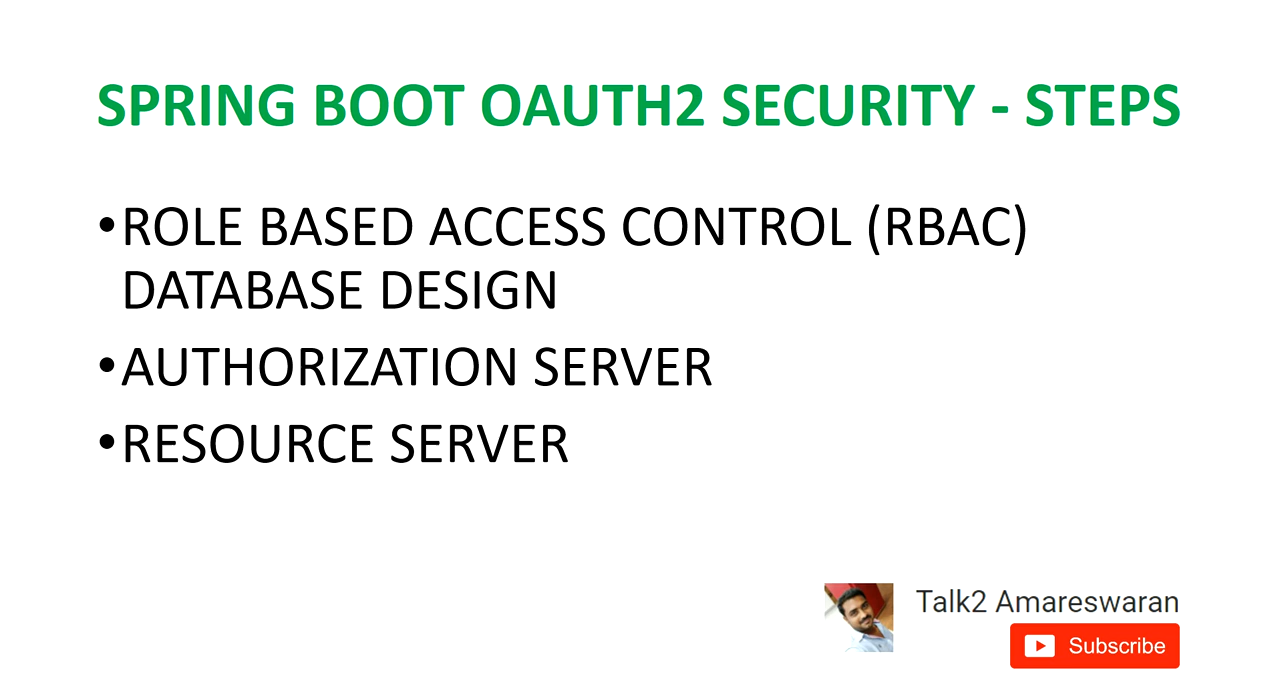 SPRING BOOT OAUTH2 SECURITY - STEPS
•ROLE BASED ACCESS CONTROL (RBAC)
DATABASE DESIGN
•AUTHORIZATION SERVER
•RESOURCE SERVER
Talk2 Amareswaran
Subscribe